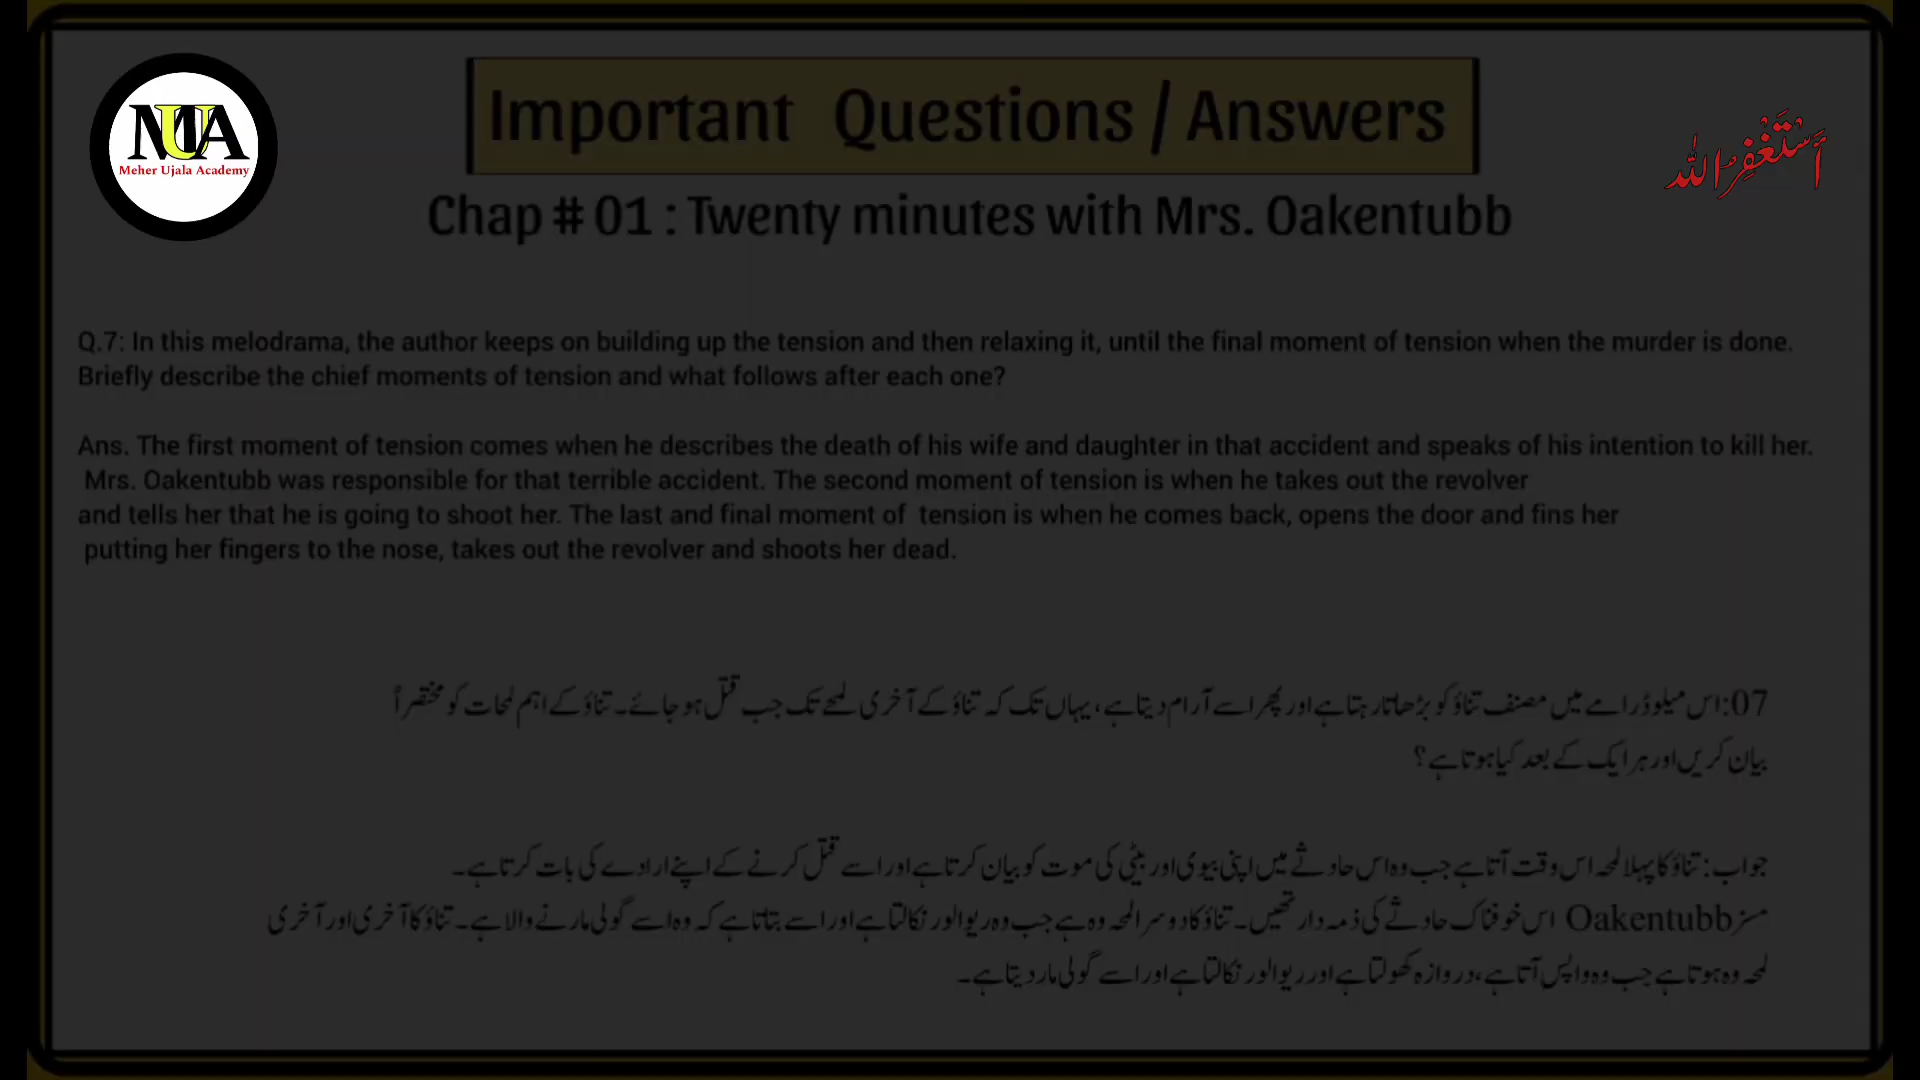 MUA
Meher Ujala Academy
Important Questions / Answers
أَسْتَغْفِرُ اللّٰه
Chap # 01 : Twenty minutes with Mrs. Oakentubb
Q.7: In this melodrama, the author keeps on building up the tension and then relaxing it, until the final moment of tension when the murder is done.
Briefly describe the chief moments of tension and what follows after each one?
Ans. The first moment of tension comes when he describes the death of his wife and daughter in that accident and speaks of his intention to kill her.
Mrs. Oakentubb was responsible for that terrible accident. The second moment of tension is when he takes out the revolver
and tells her that he is going to shoot her. The last and final moment of tension is when he comes back, opens the door and fins her
putting her fingers to the nose, takes out the revolver and shoots her dead.
07:اس میلوڈرامے میں مصنف تناؤ کو بڑھاتا رہتا ہے اور پھر اسے آرام دیتا ہے، یہاں تک کہ تناؤ کے آخری لمحے تک جب قتل ہو جائے۔ تناؤ کے اہم لمحات کو مختصراً
بیان کریں اور ہر ایک کے بعد کیا ہوتا ہے؟
جواب: تناؤ کا پہلا لمحہ اس وقت آتا ہے جب وہ اس حادثے میں اپنی بیوی اور بیٹی کی موت کو بیان کرتا ہے اور اسے قتل کرنے کے اپنے ارادے کی بات کرتا ہے۔
مسز Oakentubb اس خوفناک حادثے کی ذمہ دار تھیں۔ تناؤ کا دوسرا لمحہ وہ ہے جب وہ ریوالور نکالتا ہے اور اسے بتاتا ہے کہ وہ اسے گولی مارنے والا ہے۔ تناؤ کا آخری اور آخری
لمحہ وہ ہوتا ہے جب وہ واپس آتا ہے، دروازہ کھولتا ہے اور ریوالور نکالتا ہے اور اسے گولی مار دیتا ہے۔